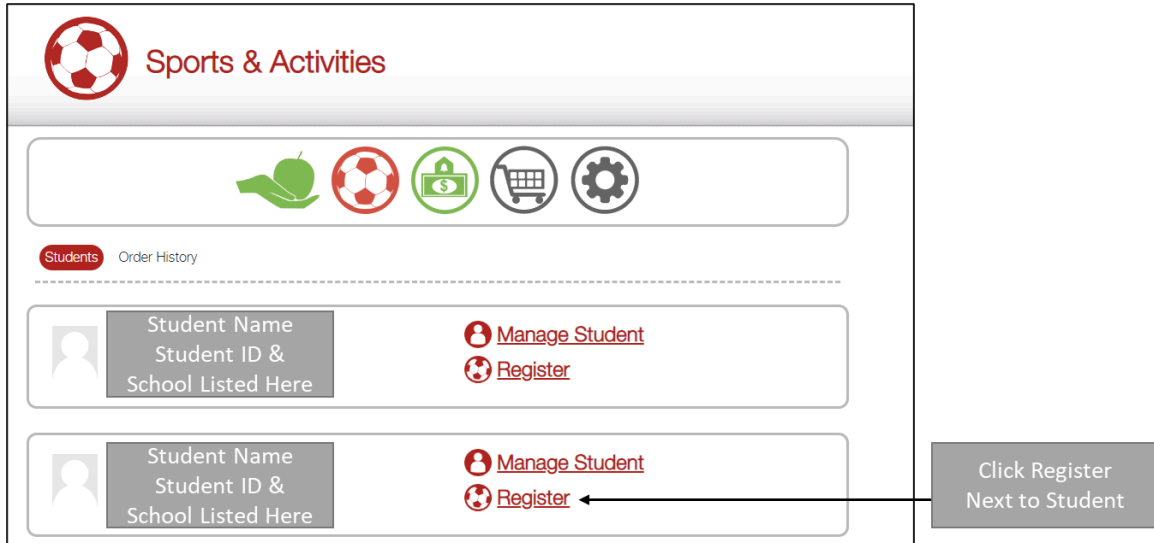 Sports & Activities
$
Students Order History
Student Name
Student ID &
School Listed Here
Manage Student
Register
Student Name
Student ID &
School Listed Here
Manage Student
Register
Click Register
Next to Student